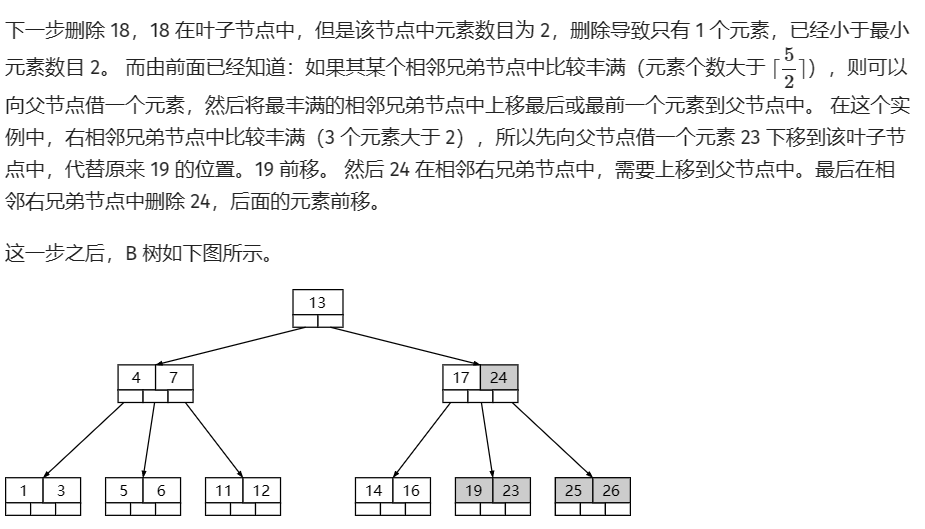 下一步删除 18，18 在叶子节点中，但是该节点中元素数目为 2，删除导致只有 1 个元素，已经小于最小
元素数目 2。 而由前面已经知道：如果其某个相邻兄弟节点中比较丰满（元素个数大于 ⌈5/2⌉），则可以
向父节点借一个元素，然后将最丰满的相邻兄弟节点中上移最后或最前一个元素到父节点中。 在这个实
例中，右相邻兄弟节点中比较丰满（3 个元素大于 2），所以先向父节点借一个元素 23 下移到该叶子节
点中，代替原来 19 的位置。19 前移。 然后 24 在相邻右兄弟节点中，需要上移到父节点中。最后在相
邻右兄弟节点中删除 24，后面的元素前移。
这一步之后，B 树如下图所示。
13
4 7 17 24
1 3 5 6 11 12 14 16 19 23 25 26